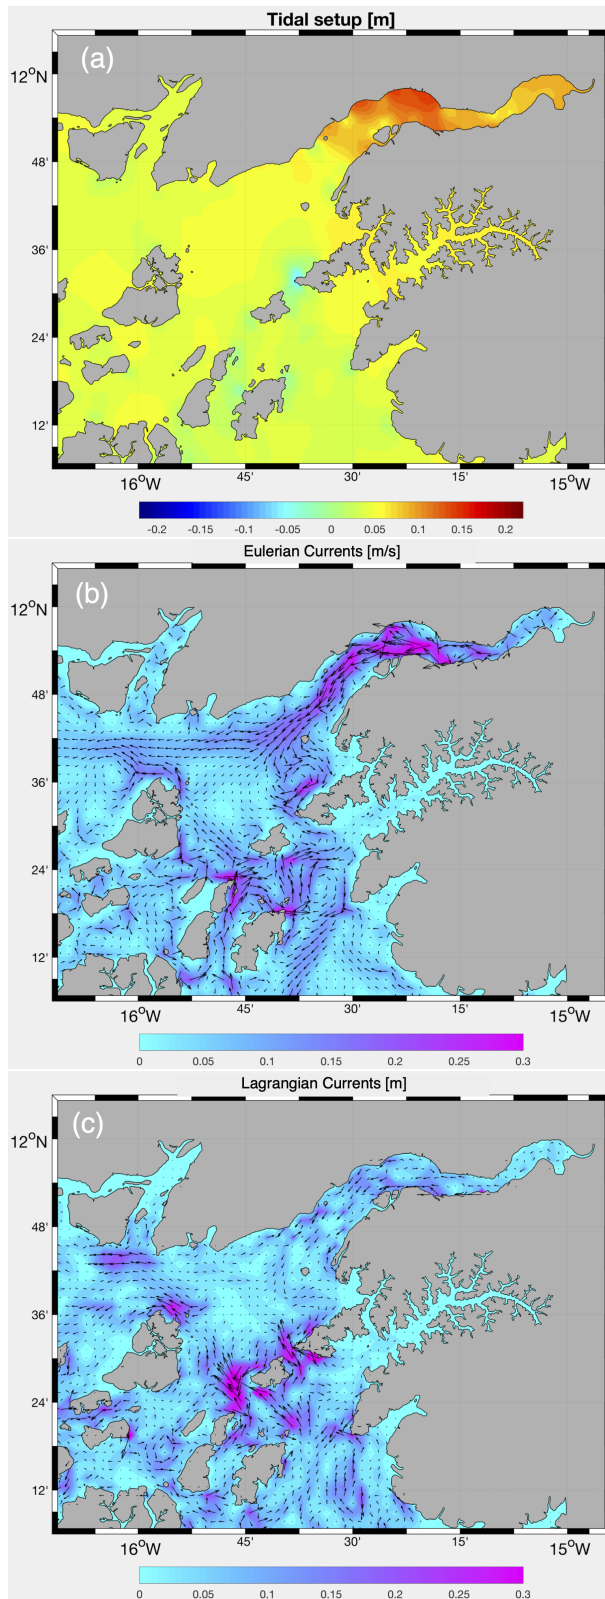 Tidal setup [m]
(a)
12°N
48'
36'
24'
12'
16°W 45' 30' 15' 15°W
-0.2 -0.15 -0.1 -0.05 0 0.05 0.1 0.15 0.2
Eulerian Currents [m/s]
(b)
12°N
48'
36'
24'
12'
16°W 45' 30' 15' 15°W
0 0.05 0.1 0.15 0.2 0.25 0.3
Lagrangian Currents [m]
(c)
12°N
48'
36'
24'
12'
16°W 45' 30' 15' 15°W
0 0.05 0.1 0.15 0.2 0.25 0.3